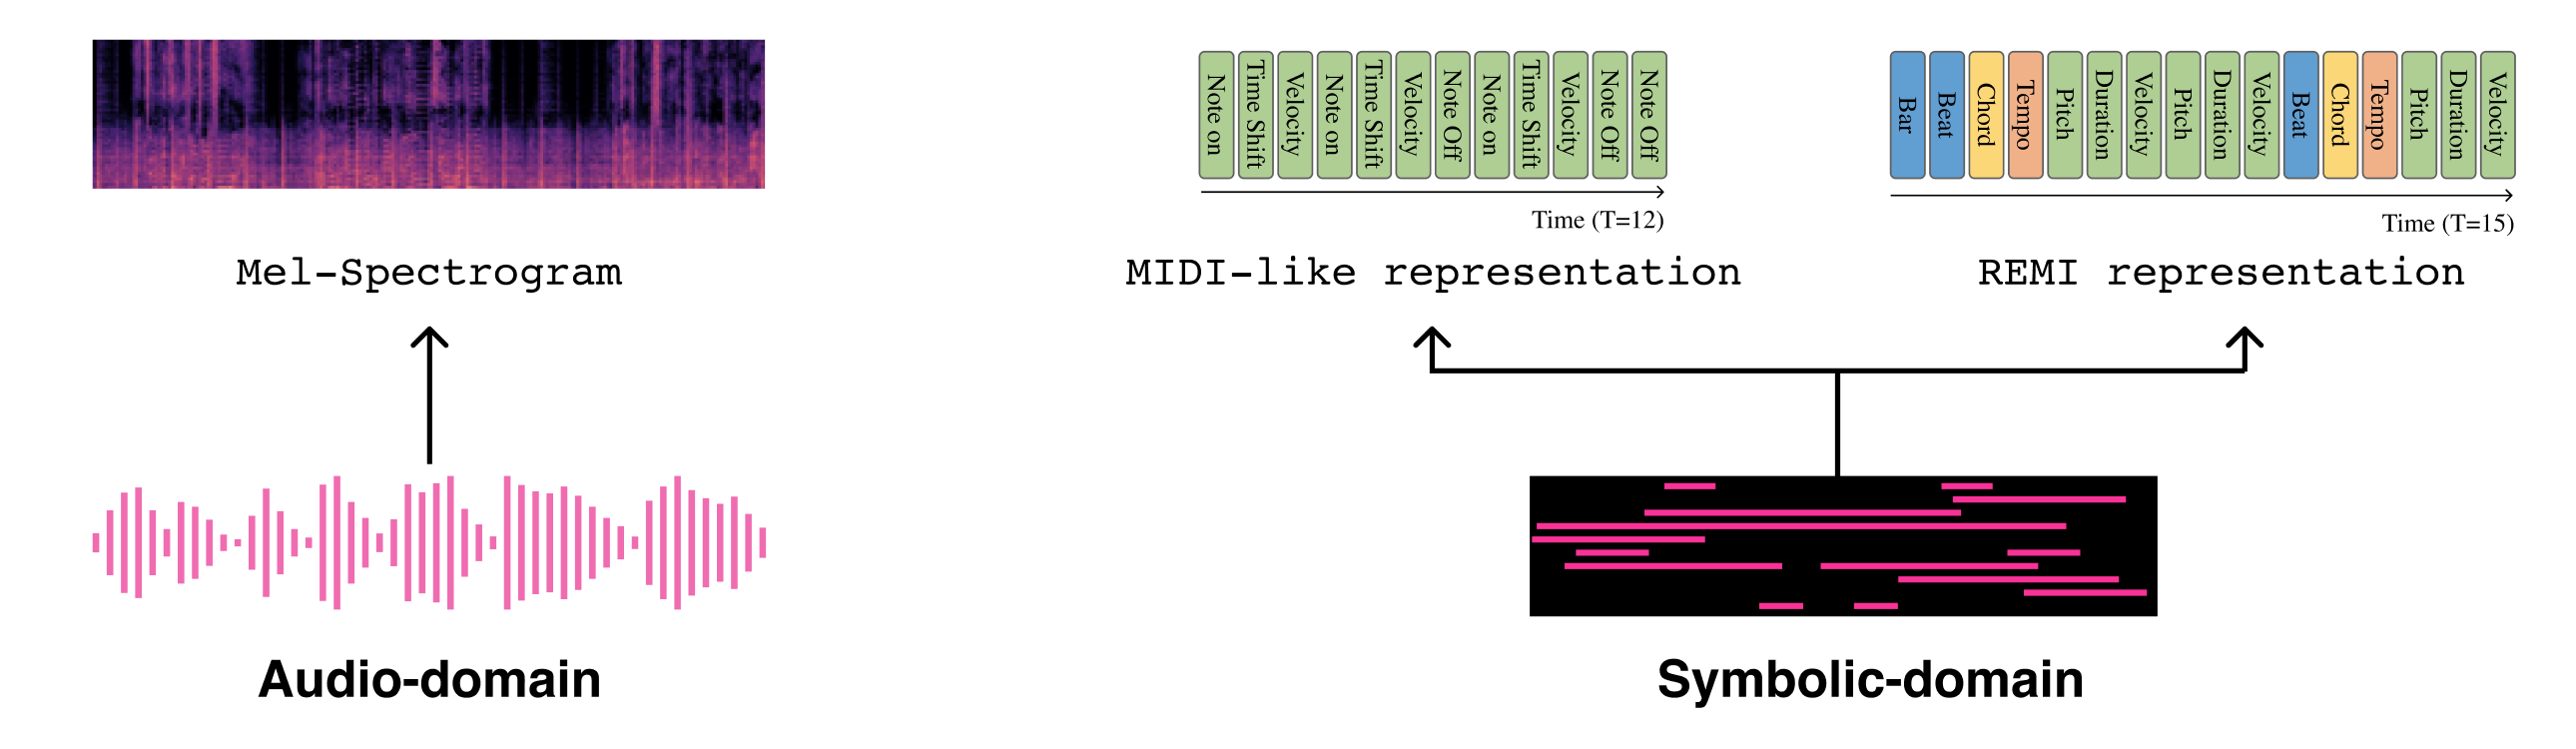 Note on
Time Shift
Velocity
Note on
Time Shift
Velocity
Note Off
Note on
Time Shift
Velocity
Note Off
Note Off
Time (T=12)
Bar
Beat
Chord
Tempo
Pitch
Duration
Velocity
Pitch
Duration
Velocity
Beat
Chord
Tempo
Pitch
Duration
Velocity
Time (T=15)
Mel-Spectrogram
MIDI-like representation
REMI representation
Audio-domain
Symbolic-domain